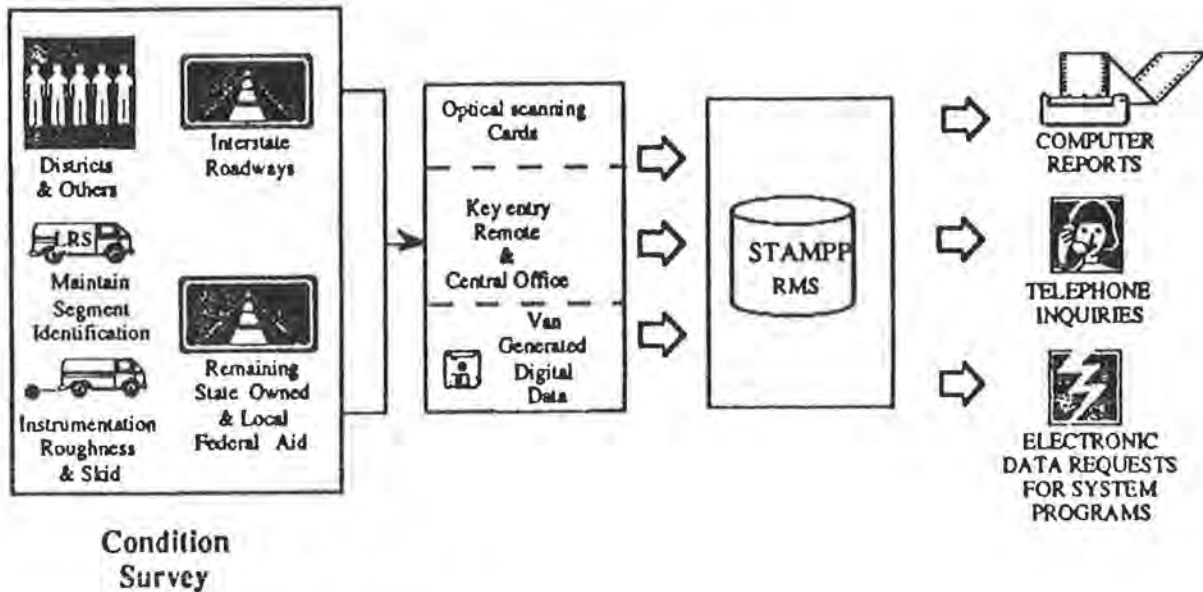 Districts
& Others
Interstate
Roadways
LRS
Maintain
Segment
Identification
Remaining
State Owned
& Local
Federal Aid
Instrumentation
Roughness
& Skid
Condition
Survey
Optical scanning
Cards
Key entry
Remote
&
Central Office
Van
Generated
Digital
Data
STAMPP
RMS
COMPUTER
REPORTS
TELEPHONE
INQUIRIES
ELECTRONIC
DATA REQUESTS
FOR SYSTEM
PROGRAMS